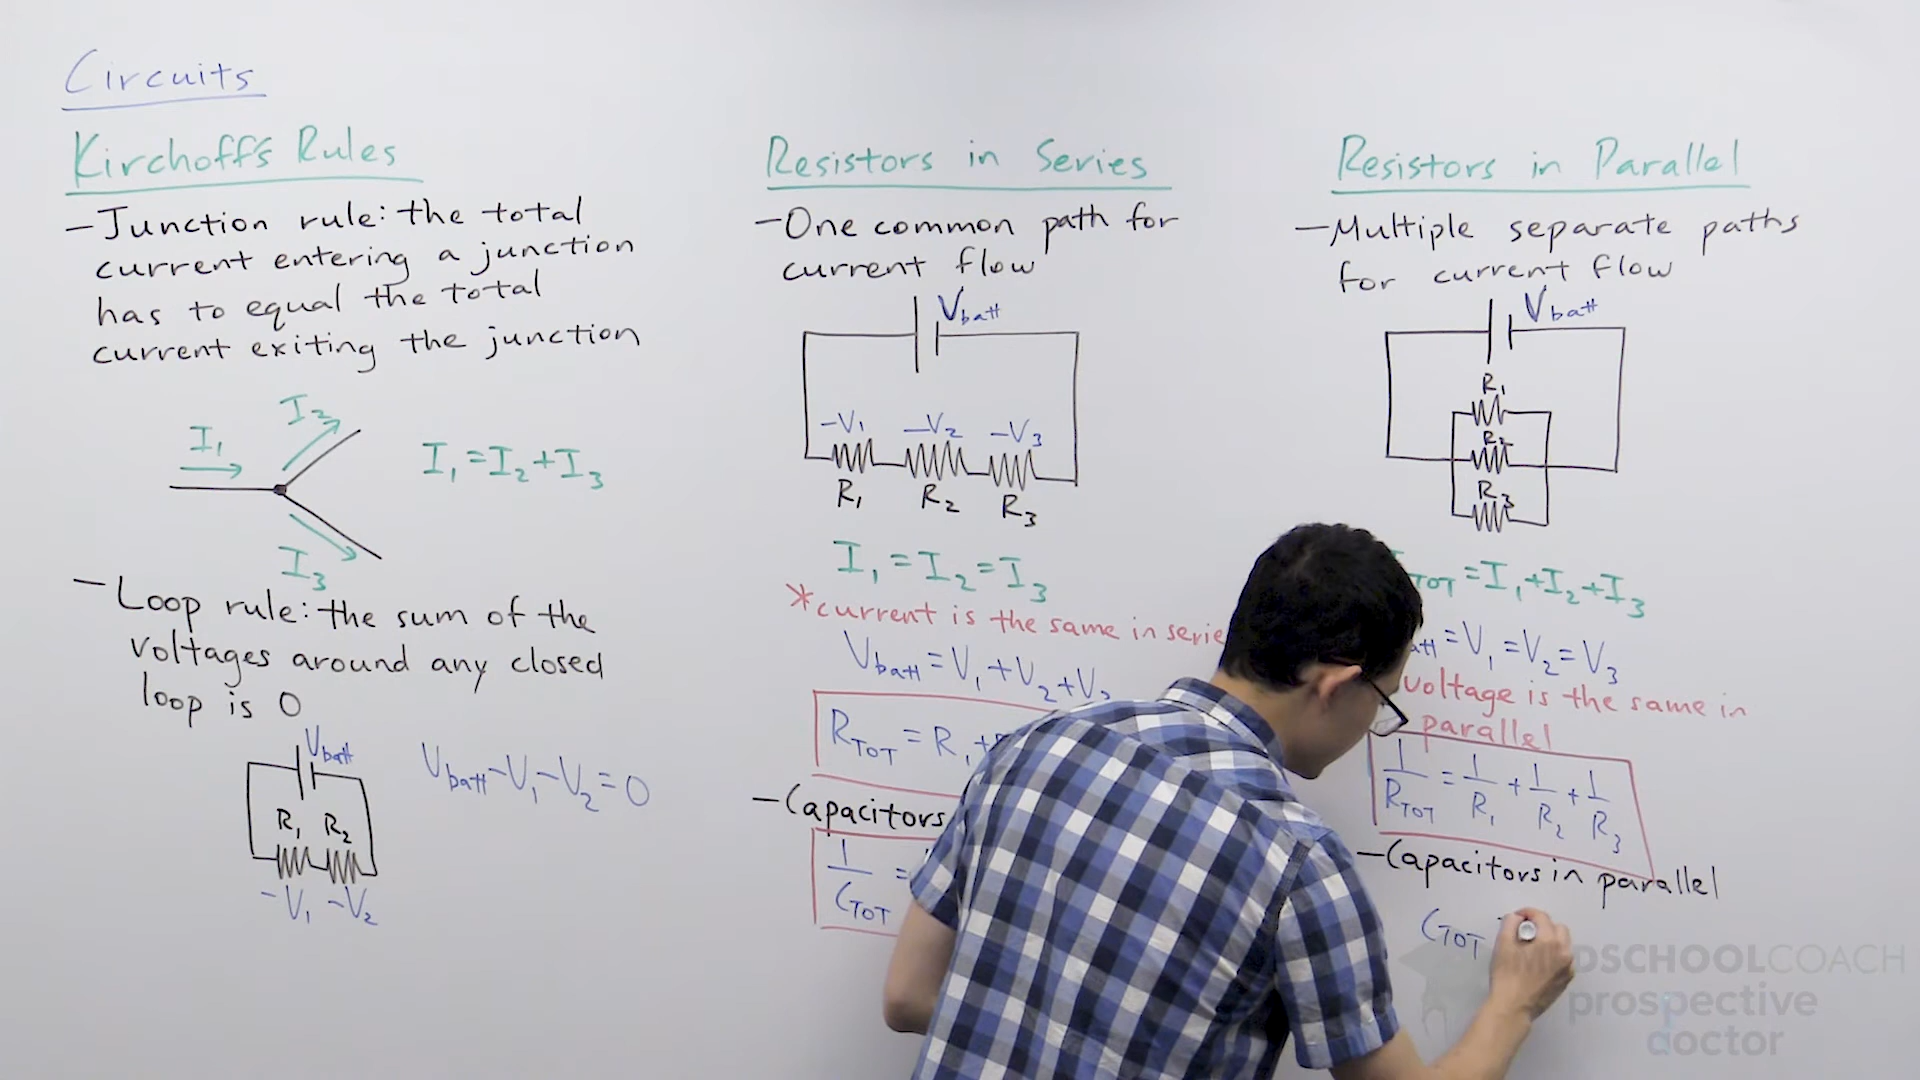 Circuits
Kirchoff's Rules
- Junction rule: the total
current entering a junction
has to equal the total
current exiting the junction
I₁
I₂
I₃
I₁ = I₂ + I₃
- Loop rule: the sum of the
voltages around any closed
loop is 0
Vbatt
R₁ R₂
-V₁ -V₂
Vbatt - V₁ - V₂ = 0
Resistors in Series
- One common path for
current flow
Vbatt
-V₁ -V₂ -V₃
R₁ R₂ R₃
I₁ = I₂ = I₃
*current is the same in serie
Vbatt = V₁ + V₂ + V₃
RTOT = R₁ +
- Capacitors
1/CTOT =
Resistors in Parallel
- Multiple separate paths
for current flow
Vbatt
R₁
R₂
R₃
TOT = I₁ + I₂ + I₃
att = V₁ = V₂ = V₃
voltage is the same in
parallel
1/RTOT = 1/R₁ + 1/R₂ + 1/R₃
- Capacitors in parallel
CTOT
MEDSCHOOLCOACH
prospective
doctor